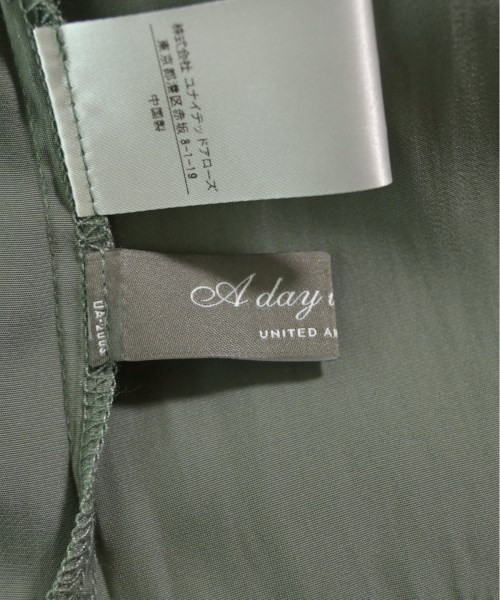 株式会社 ユナイテッドアローズ
東京都港区赤坂 8-1-19
中国製
A day
UNITED